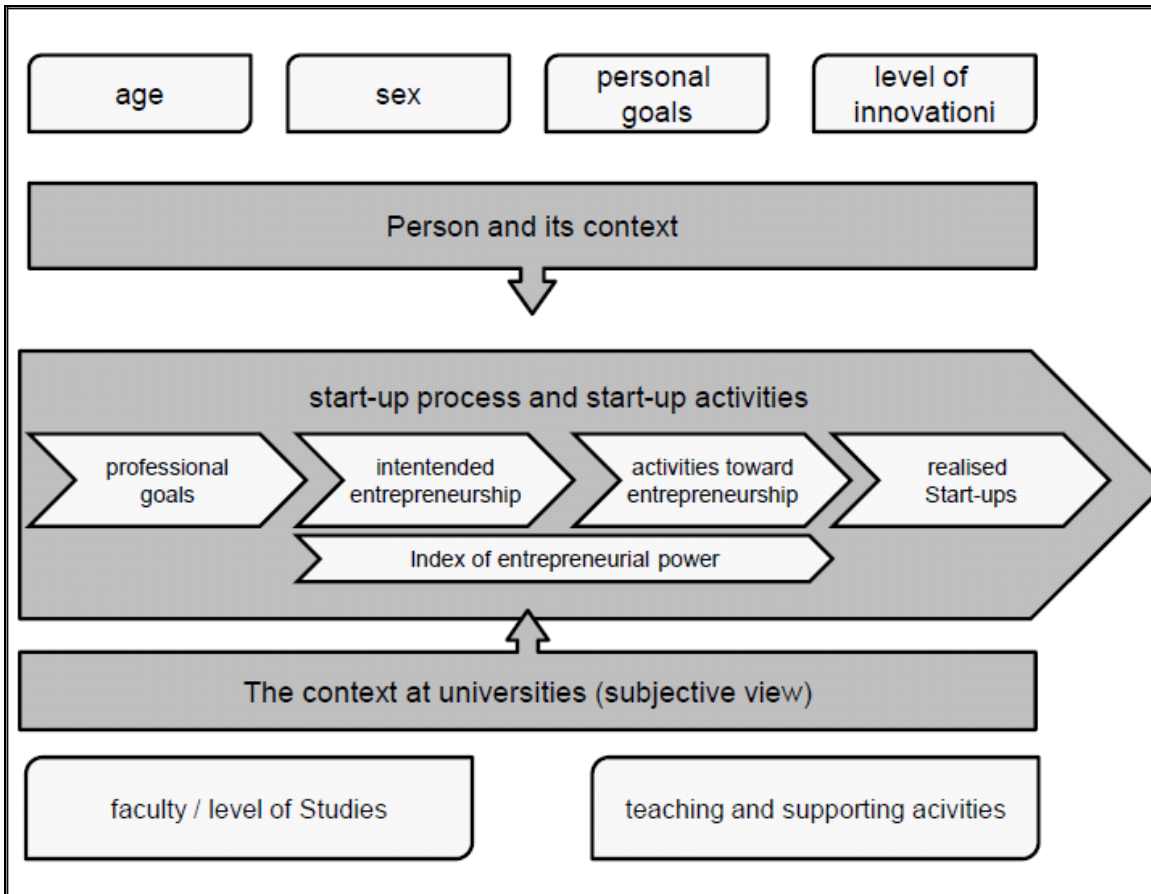 age
sex
personal
goals
level of
innovationi
Person and its context
start-up process and start-up activities
professional
goals
intentended
entrepreneurship
activities toward
entrepreneurship
realised
Start-ups
Index of entrepreneurial power
The context at universities (subjective view)
faculty / level of Studies
teaching and supporting acivities